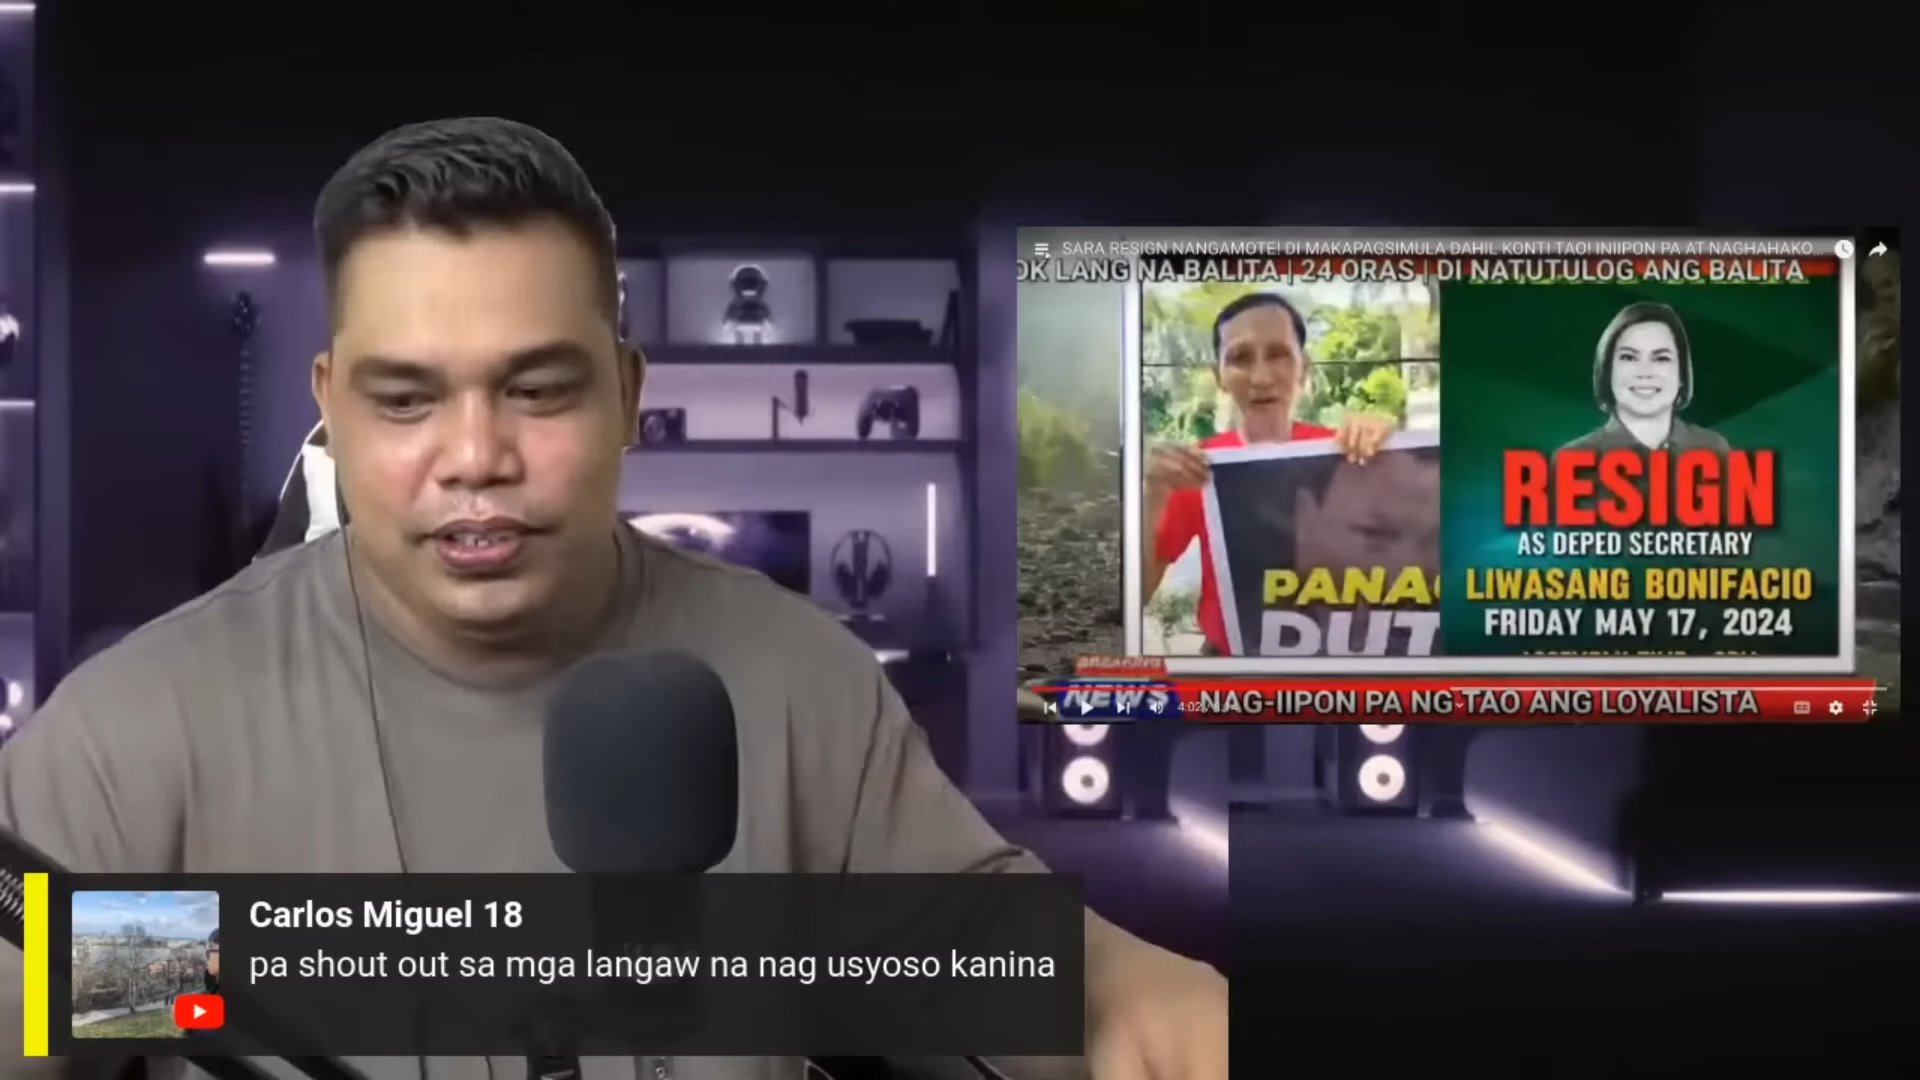 SARA RESIGN NANGAMOTE! DI MAKAPAGSIMULA DAHIL KONTI TAO! INIIPON PA AT NAGHAHAKO...
OK LANG NA BALITA | 24 ORAS | DI NATUTULOG ANG BALITA
RESIGN
AS DEPED SECRETARY
LIWASANG BONIFACIO
FRIDAY MAY 17, 2024
PANAG
DUT
BREAKING
NEWS
NAG-IIPON PA NG TAO ANG LOYALISTA
4:02
Carlos Miguel 18
pa shout out sa mga langaw na nag usyoso kanina